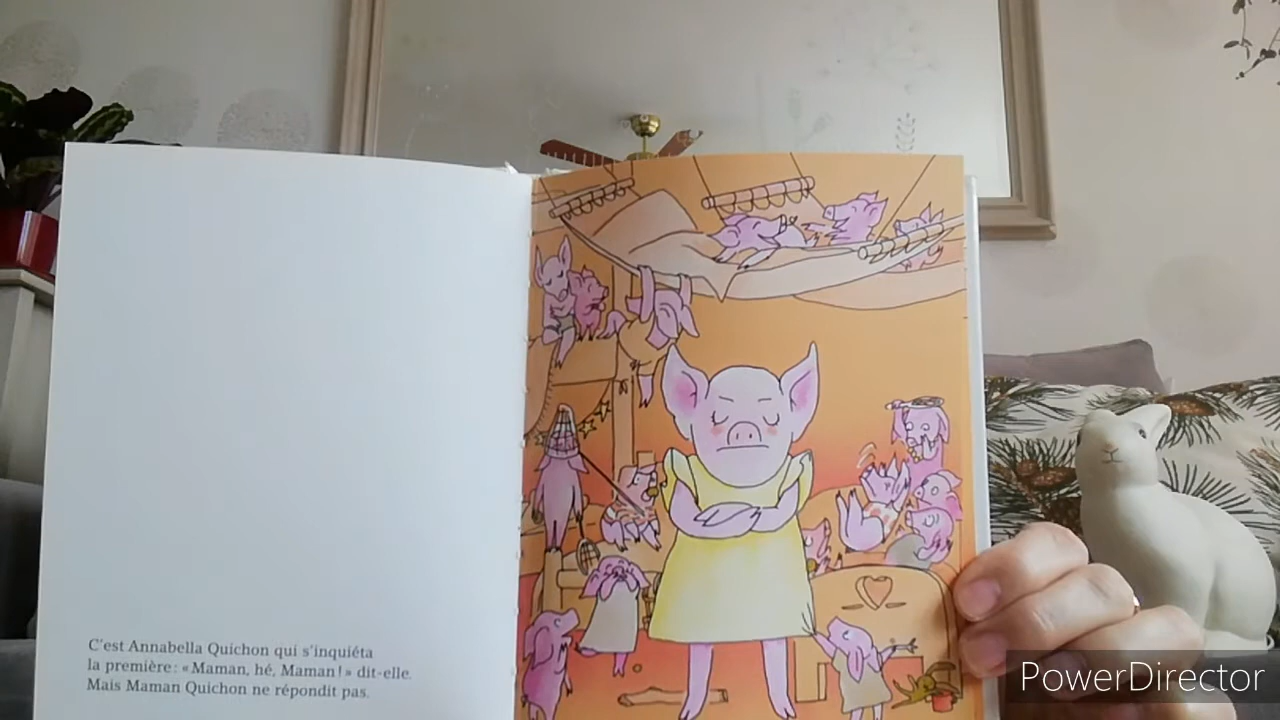 C'est Annabella Quichon qui s'inquiéta
la première : « Maman, hé, Maman ! » dit-elle.
Mais Maman Quichon ne répondit pas.
PowerDirector